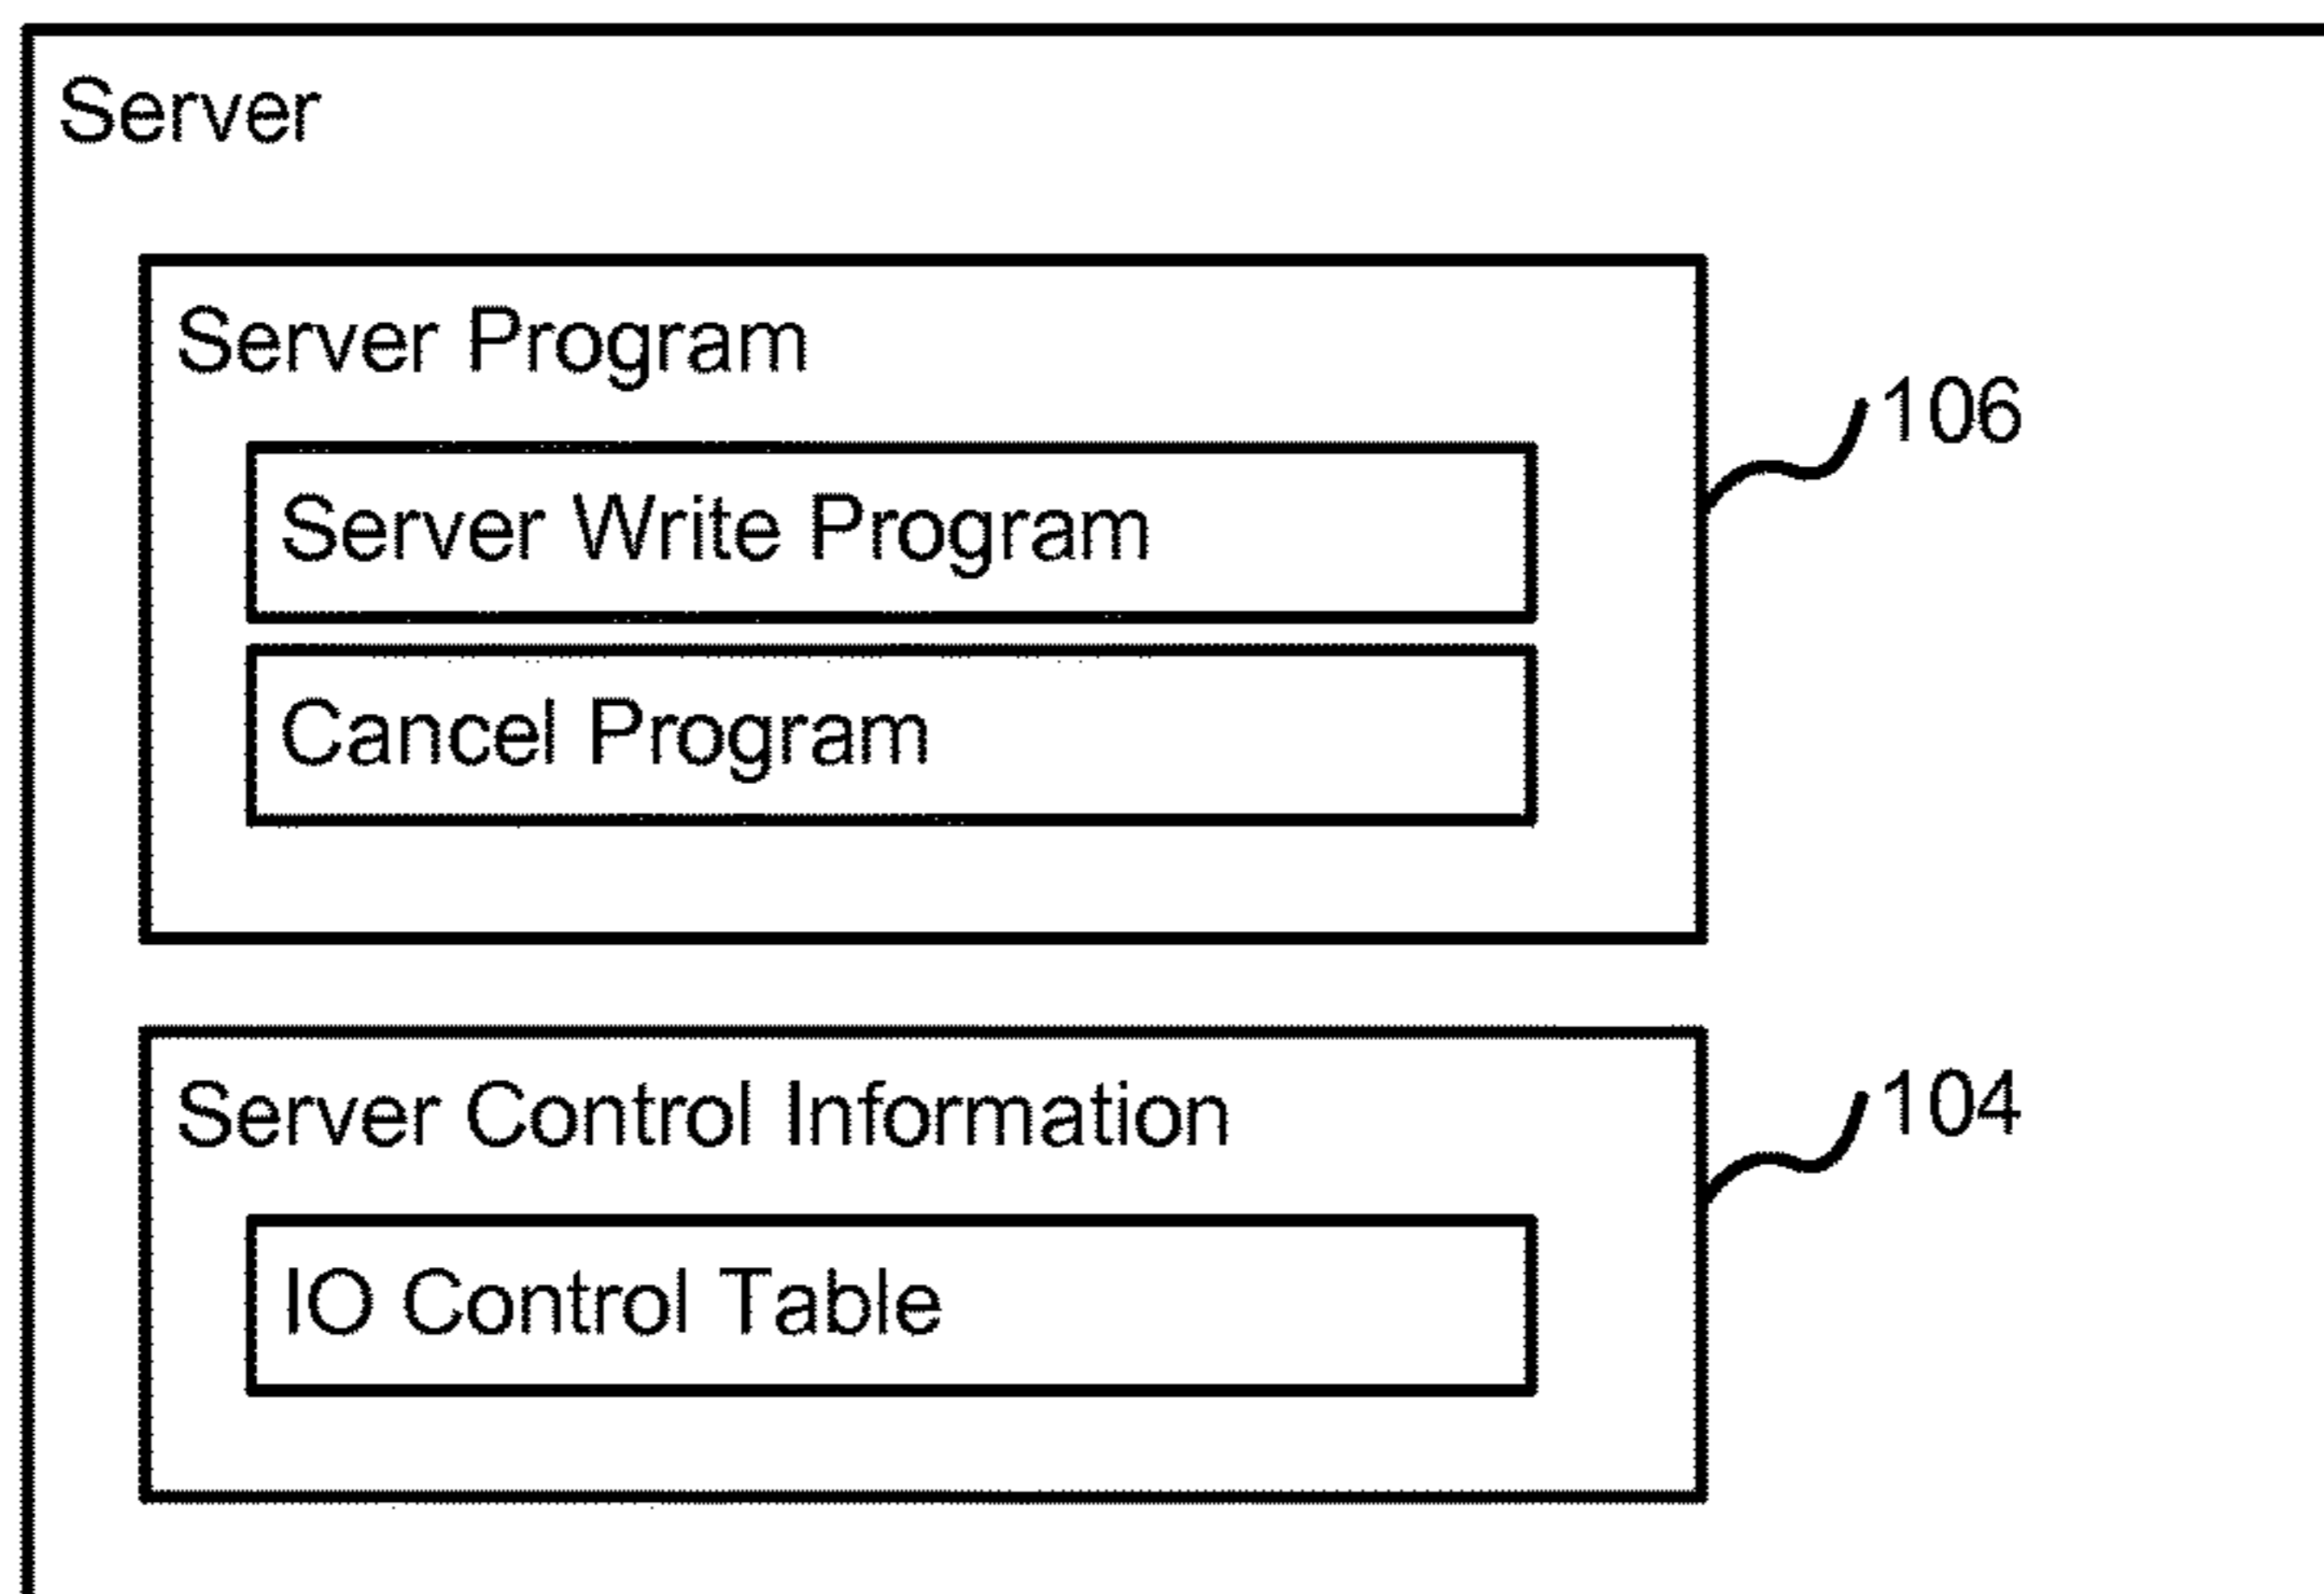 Server
Server Program
106
Server Write Program
Cancel Program
Server Control Information
104
IO Control Table